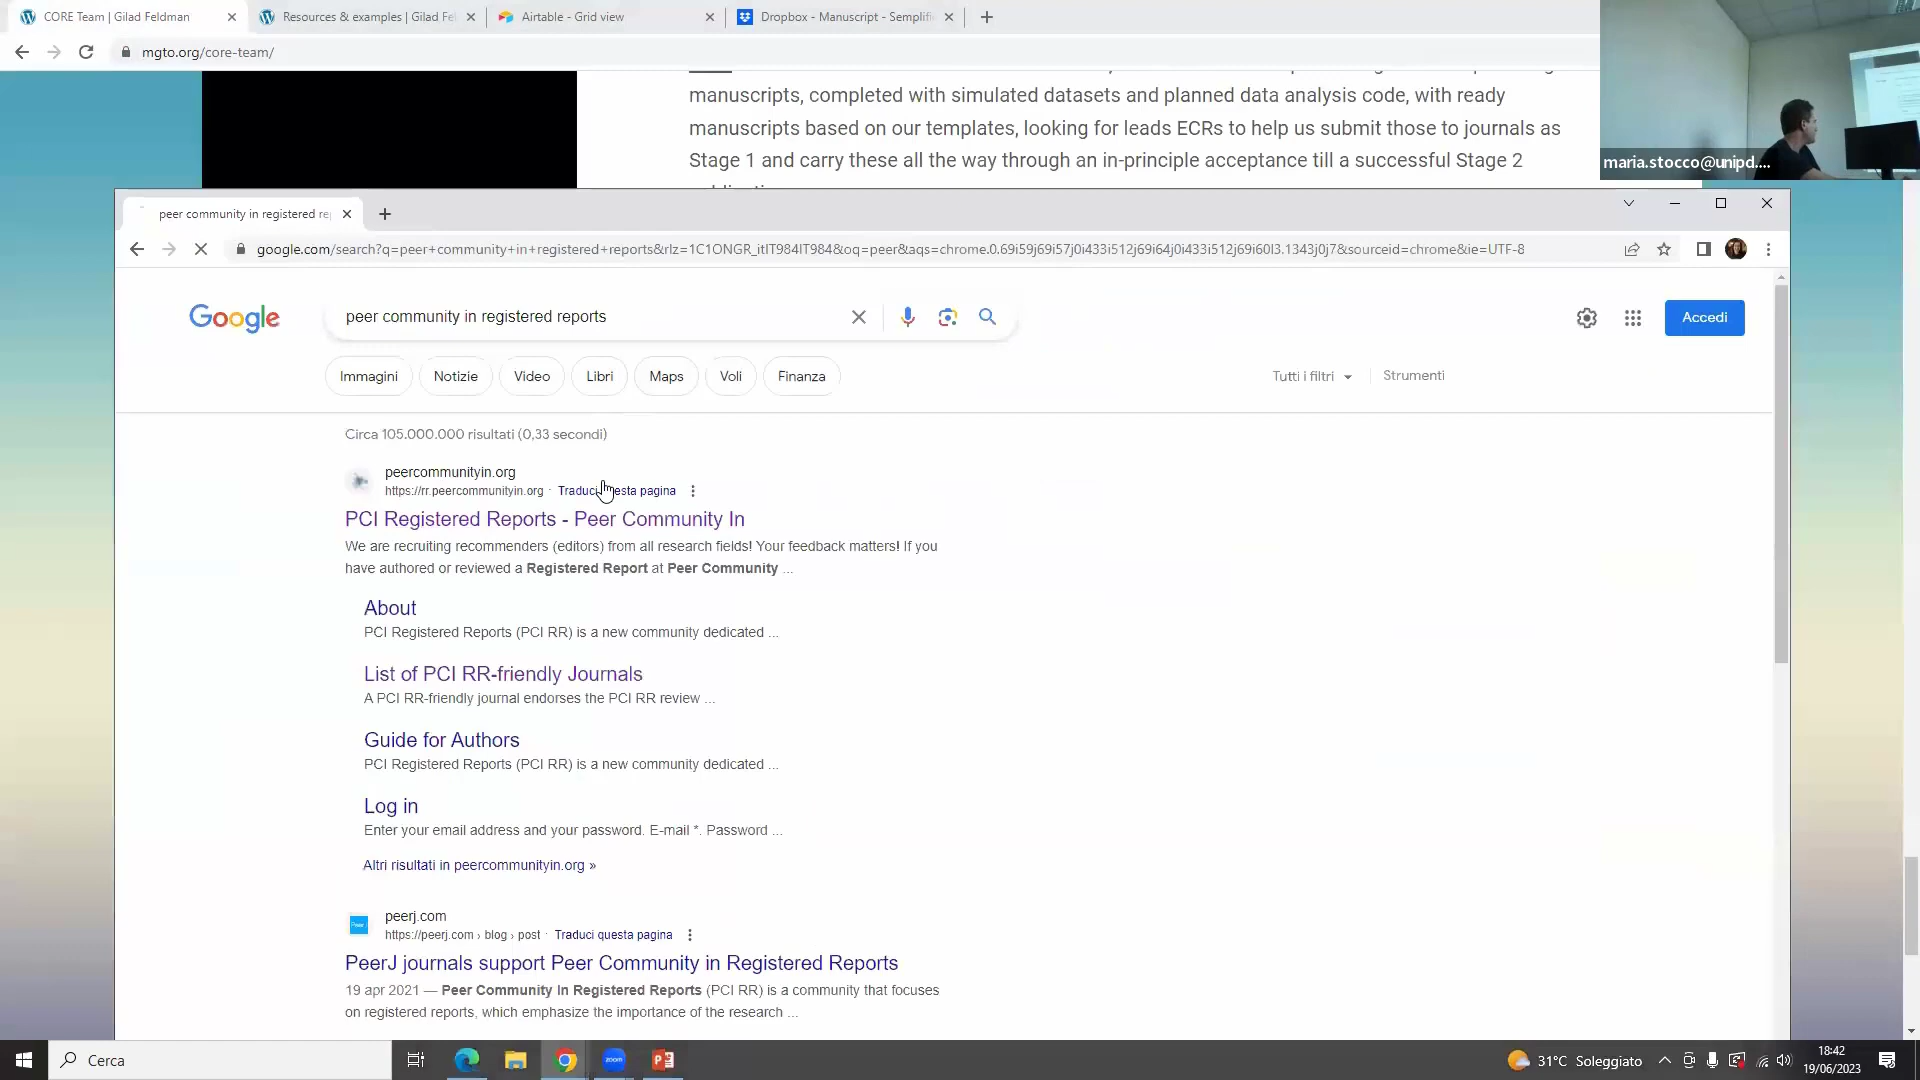 CORE Team | Gilad Feldman
Resources & examples | Gilad Fe
Airtable - Grid view
Dropbox - Manuscript - Semplifi
mgto.org/core-team/
manuscripts, completed with simulated datasets and planned data analysis code, with ready
manuscripts based on our templates, looking for leads ECRs to help us submit those to journals as
Stage 1 and carry these all the way through an in-principle acceptance till a successful Stage 2
maria.stocco@unipd....
peer community in registered re
google.com/search?q=peer+community+in+registered+reports&rlz=1C1ONGR_itIT984IT984&oq=peer&aqs=chrome.0.69i59j69i57j0i433i512j69i64j0i433i512j69i60l3.1343j0j7&sourceid=chrome&ie=UTF-8
Google
peer community in registered reports
Accedi
Immagini
Notizie
Video
Libri
Maps
Voli
Finanza
Tutti i filtri
Strumenti
Circa 105.000.000 risultati (0,33 secondi)
peercommunityin.org
https://rr.peercommunityin.org · Traduci questa pagina
PCI Registered Reports - Peer Community In
We are recruiting recommenders (editors) from all research fields! Your feedback matters! If you
have authored or reviewed a Registered Report at Peer Community ...
About
PCI Registered Reports (PCI RR) is a new community dedicated ...
List of PCI RR-friendly Journals
A PCI RR-friendly journal endorses the PCI RR review ...
Guide for Authors
PCI Registered Reports (PCI RR) is a new community dedicated ...
Log in
Enter your email address and your password. E-mail *. Password ...
Altri risultati in peercommunityin.org »
peerj.com
https://peerj.com › blog › post · Traduci questa pagina
PeerJ journals support Peer Community in Registered Reports
19 apr 2021 — Peer Community In Registered Reports (PCI RR) is a community that focuses
on registered reports, which emphasize the importance of the research ...
Cerca
zoom
31°C Soleggiato
18:42
19/06/2023